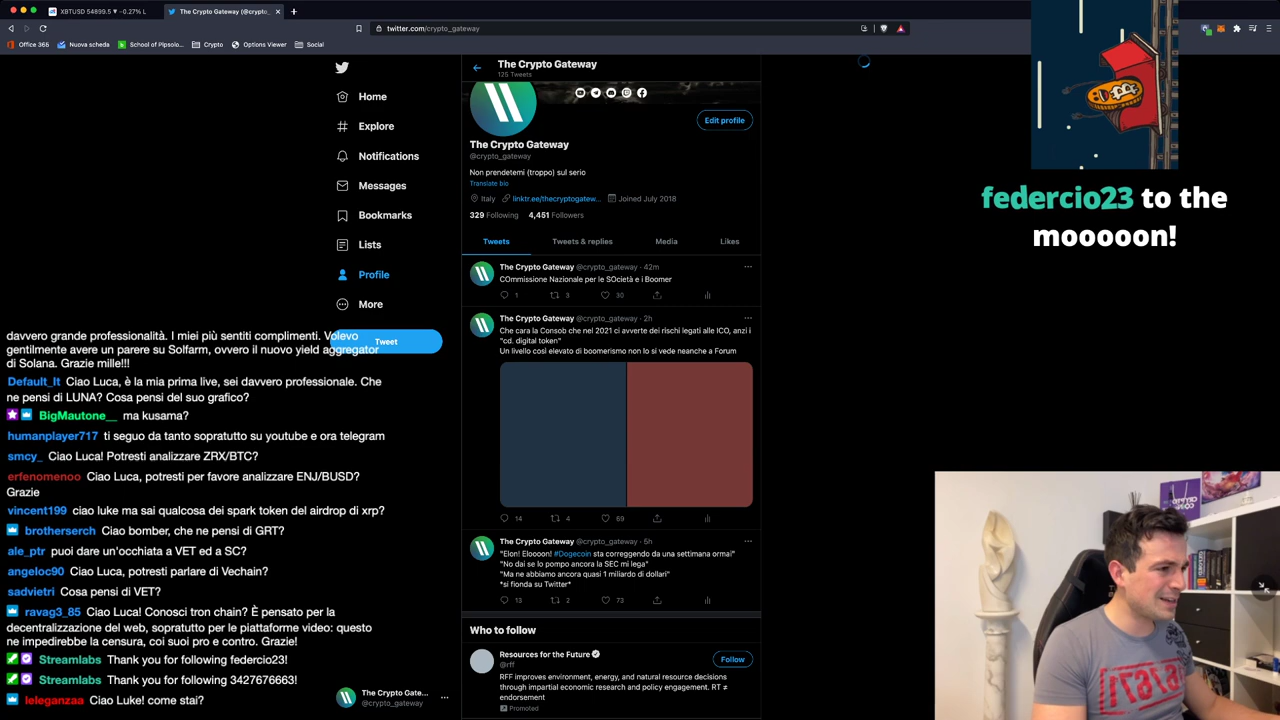 XBTUSD 54899.5 ▼ -0.27% L
The Crypto Gateway (@crypto_
twitter.com/crypto_gateway
Office 365
Nuova scheda
School of Pipsolo...
Crypto
Options Viewer
Social
Home
Explore
Notifications
Messages
Bookmarks
Lists
Profile
More
Tweet
The Crypto Gateway
125 Tweets
Edit profile
The Crypto Gateway
@crypto_gateway
Non prendetemi (troppo) sul serio
Translate bio
Italy linktr.ee/thecryptogatew... Joined July 2018
329 Following 4,451 Followers
Tweets Tweets & replies Media Likes
The Crypto Gateway @crypto_gateway · 42m
COmmissione Nazionale per le SOcietà e i Boomer
1 3 30
The Crypto Gateway @crypto_gateway · 2h
Che cara la Consob che nel 2021 ci avverte dei rischi legati alle ICO, anzi i
"cd. digital token"
Un livello così elevato di boomerismo non lo si vede neanche a Forum
14 4 69
The Crypto Gateway @crypto_gateway · 5h
"Elon! Eloooon! #Dogecoin sta correggendo da una settimana ormai"
"No dai se lo pompo ancora la SEC mi lega"
"Ma ne abbiamo ancora quasi 1 miliardo di dollari"
*si fionda su Twitter*
13 2 73
Who to follow
Resources for the Future
@rff
Follow
RFF improves environment, energy, and natural resource decisions
through impartial economic research and policy engagement. RT ≠
endorsement
Promoted
The Crypto Gate...
@crypto_gateway
davvero grande professionalità. I miei più sentiti complimenti. Volevo
gentilmente avere un parere su Solfarm, ovvero il nuovo yield aggregator
di Solana. Grazie mille!!!
Default_It Ciao Luca, è la mia prima live, sei davvero professionale. Che
ne pensi di LUNA? Cosa pensi del suo grafico?
BigMautone__ ma kusama?
humanplayer717 ti seguo da tanto sopratutto su youtube e ora telegram
smcy_ Ciao Luca! Potresti analizzare ZRX/BTC?
erfenomenoo Ciao Luca, potresti per favore analizzare ENJ/BUSD?
Grazie
vincent199 ciao luke ma sai qualcosa dei spark token del airdrop di xrp?
brotherserch Ciao bomber, che ne pensi di GRT?
ale_ptr puoi dare un'occhiata a VET ed a SC?
angeloc90 Ciao Luca, potresti parlare di Vechain?
sadvietri Cosa pensi di VET?
ravag3_85 Ciao Luca! Conosci tron chain? È pensato per la
decentralizzazione del web, sopratutto per le piattaforme video: questo
ne impedirebbe la censura, coi suoi pro e contro. Grazie!
Streamlabs Thank you for following federcio23!
Streamlabs Thank you for following 3427676663!
leleganzaa Ciao Luke! come stai?
federcio23 to the
mooooon!